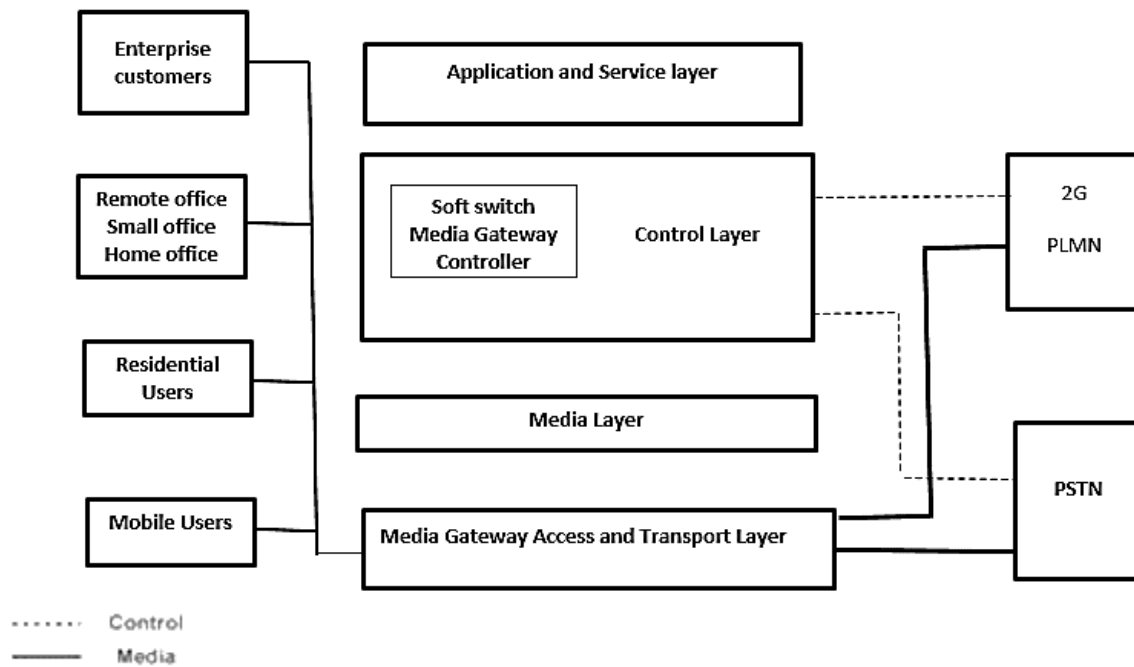 Enterprise
customers
Application and Service layer
Remote office
Small office
Home office
Soft switch
Media Gateway
Controller
Control Layer
2G
PLMN
Residential
Users
Media Layer
PSTN
Mobile Users
Media Gateway Access and Transport Layer
Control
Media